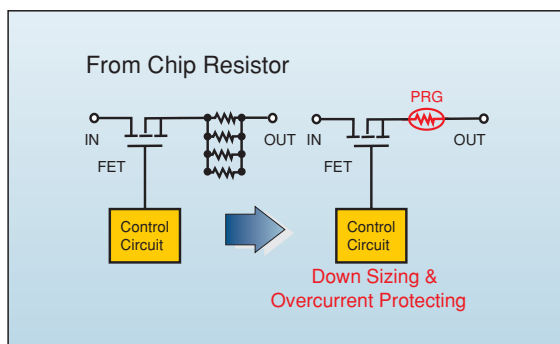 From Chip Resistor
IN
FET
OUT
Control
Circuit
PRG
IN
FET
OUT
Control
Circuit
Down Sizing &
Overcurrent Protecting